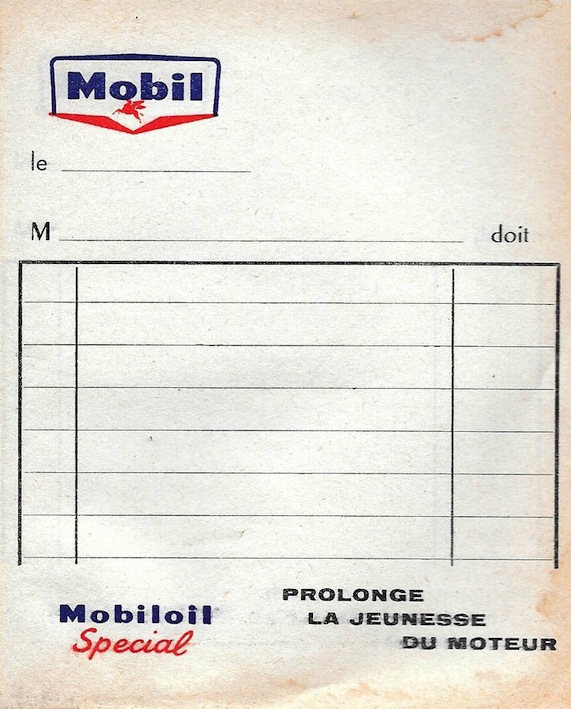 Mobil
le
M doit
Mobiloil
Special
PROLONGE
LA JEUNESSE
DU MOTEUR